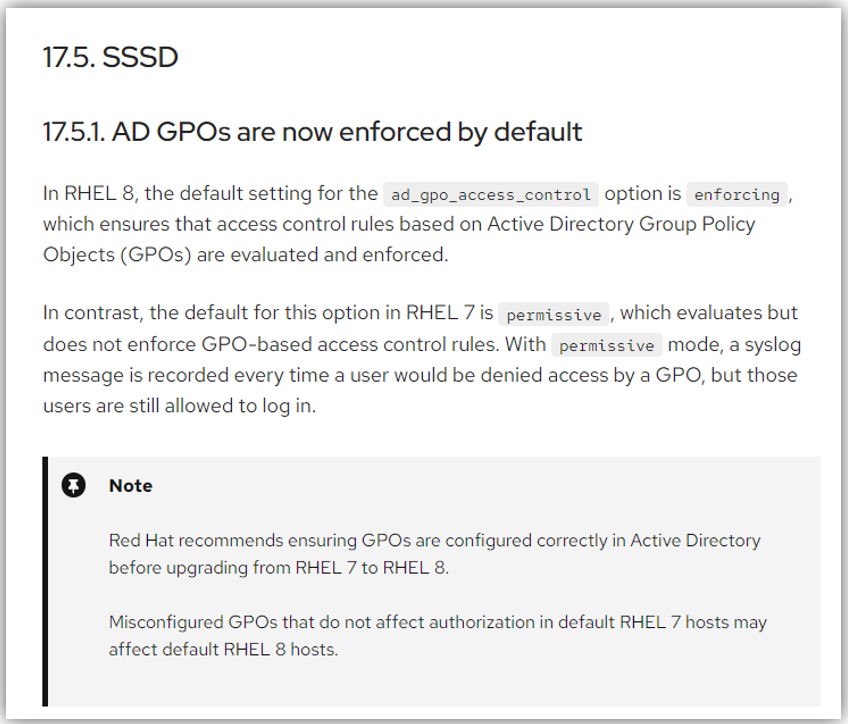 17.5. SSSD
17.5.1. AD GPOs are now enforced by default
In RHEL 8, the default setting for the ad_gpo_access_control option is enforcing ,
which ensures that access control rules based on Active Directory Group Policy
Objects (GPOs) are evaluated and enforced.
In contrast, the default for this option in RHEL 7 is permissive , which evaluates but
does not enforce GPO-based access control rules. With permissive mode, a syslog
message is recorded every time a user would be denied access by a GPO, but those
users are still allowed to log in.
Note
Red Hat recommends ensuring GPOs are configured correctly in Active Directory
before upgrading from RHEL 7 to RHEL 8.
Misconfigured GPOs that do not affect authorization in default RHEL 7 hosts may
affect default RHEL 8 hosts.